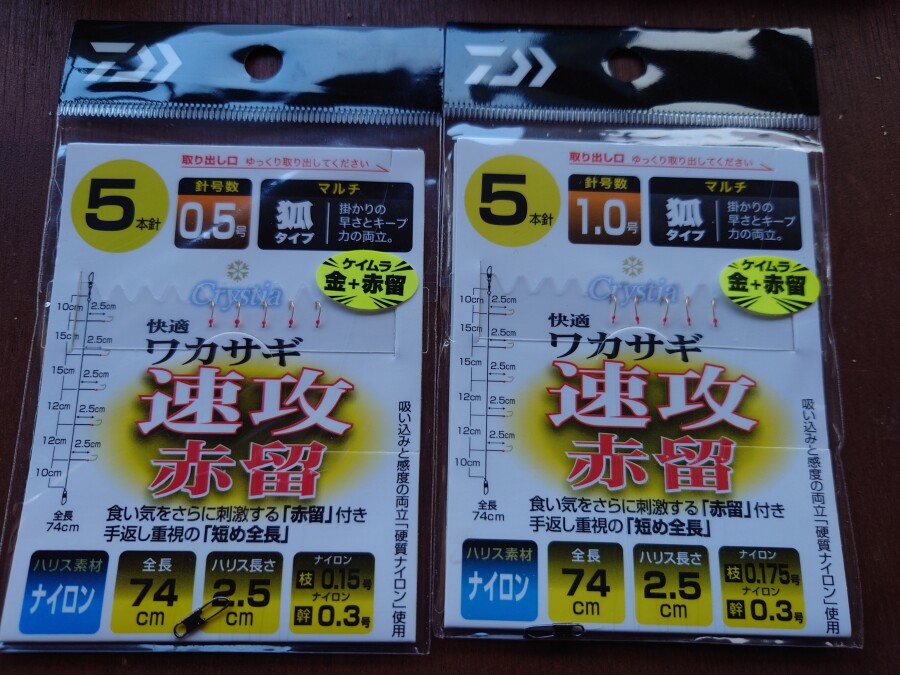 取り出し口 ゆっくり取り出してください
5本針
針号数
0.5号
マルチ
狐
タイプ
掛かりの
早さとキープ
力の両立。
Crystia
ケイムラ
金+赤留
10cm
2.5cm
15cm
2.5cm
12cm
2.5cm
12cm
2.5cm
10cm
全長
74cm
快適
ワカサギ
速攻
赤留
食い気をさらに刺激する「赤留」付き
手返し重視の「短め全長」
吸い込みと感度の両立「硬質ナイロン」使用
ハリス素材
ナイロン
全長
74
cm
ハリス長さ
2.5
cm
ナイロン
枝 0.15号
ナイロン
幹 0.3号
取り出し口 ゆっくり取り出してください
5本針
針号数
1.0号
マルチ
狐
タイプ
掛かりの
早さとキープ
力の両立。
Crystia
ケイムラ
金+赤留
10cm
2.5cm
15cm
2.5cm
12cm
2.5cm
12cm
2.5cm
10cm
全長
74cm
快適
ワカサギ
速攻
赤留
食い気をさらに刺激する「赤留」付き
手返し重視の「短め全長」
吸い込みと感度の両立「硬質ナイロン」使用
ハリス素材
ナイロン
全長
74
cm
ハリス長さ
2.5
cm
ナイロン
枝 0.175号
ナイロン
幹 0.3号